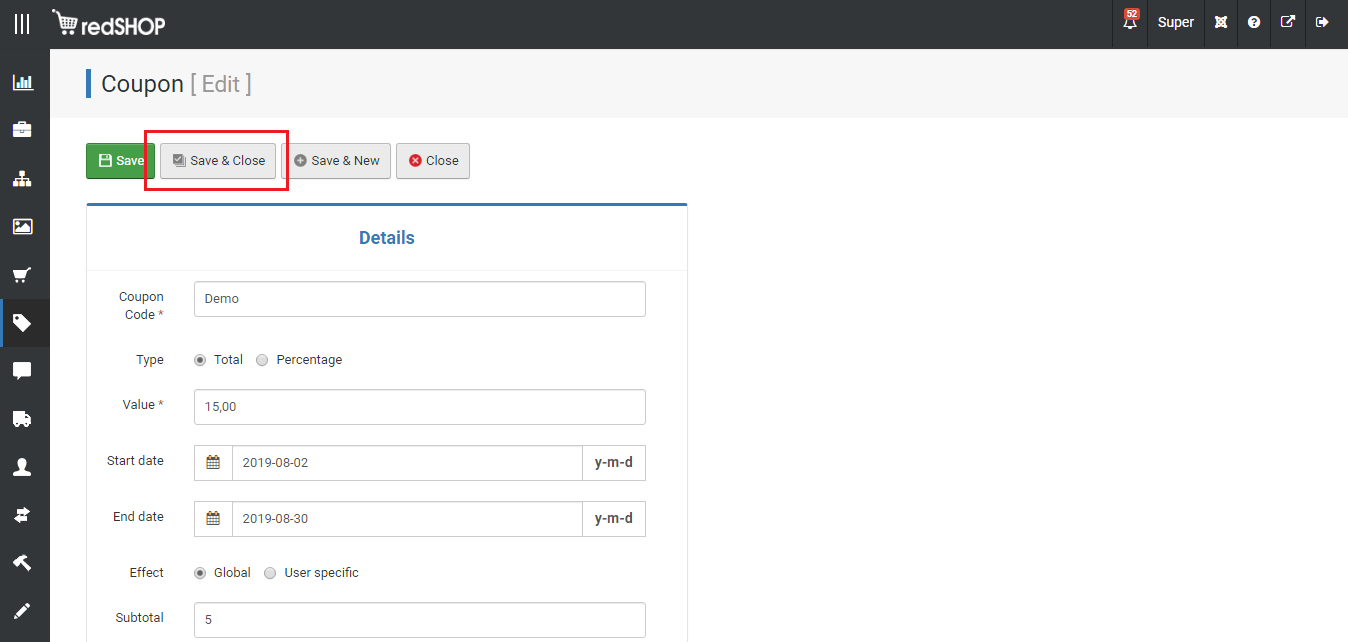 redSHOP
52
Super
Coupon [ Edit ]
Save
Save & Close
Save & New
Close
Details
Coupon
Code *
Demo
Type
Total
Percentage
Value *
15,00
Start date
2019-08-02
y-m-d
End date
2019-08-30
y-m-d
Effect
Global
User specific
Subtotal
5